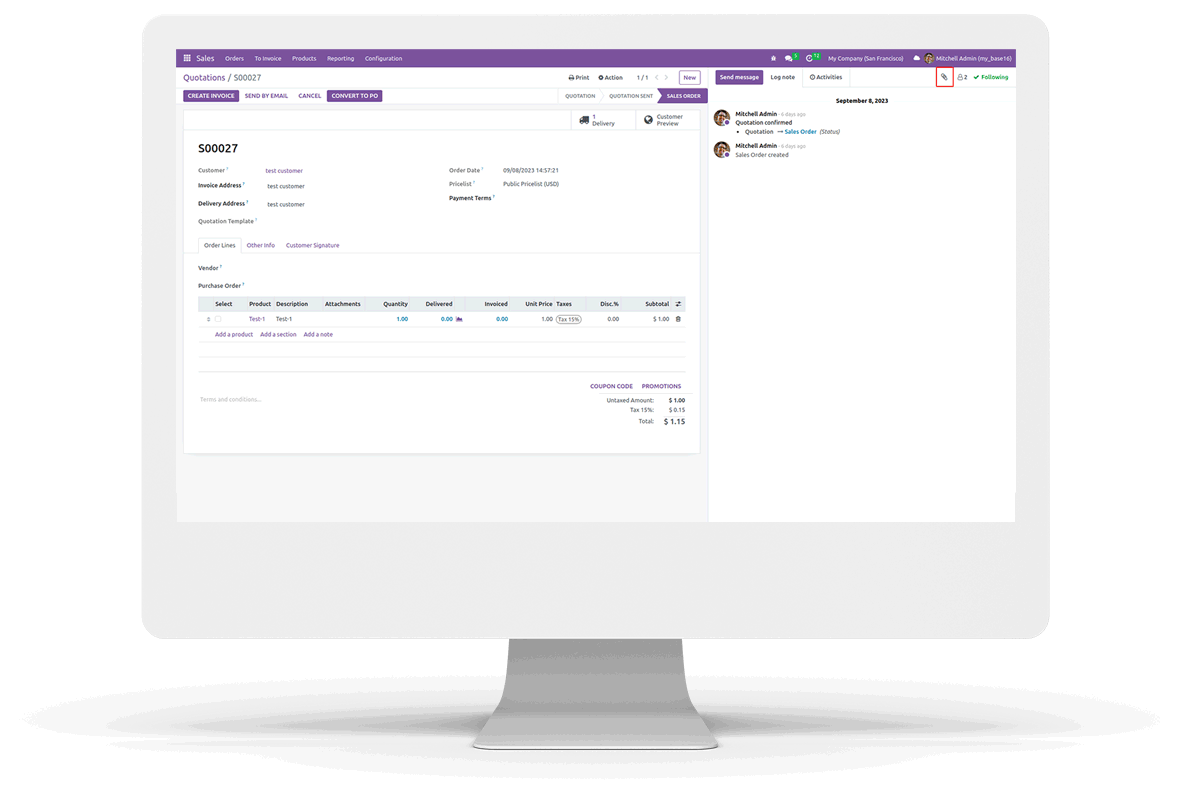 Sales Orders To Invoice Products Reporting Configuration 5 12 My Company (San Francisco) Mitchell Admin (my_base16)
Quotations / S00027 Print Action 1 / 1 New Send message Log note Activities 2 Following
CREATE INVOICE SEND BY EMAIL CANCEL CONVERT TO PO QUOTATION QUOTATION SENT SALES ORDER
1 Delivery
Customer Preview
S00027
Customer ? test customer
Invoice Address ? test customer
Delivery Address ? test customer
Quotation Template ?
Order Date ? 09/08/2023 14:57:21
Pricelist ? Public Pricelist (USD)
Payment Terms ?
Order Lines Other Info Customer Signature
Vendor ?
Purchase Order ?
Select Product Description Attachments Quantity Delivered Invoiced Unit Price Taxes Disc.% Subtotal
Test-1 Test-1 1.00 0.00 0.00 1.00 Tax 15% 0.00 $ 1.00
Add a product Add a section Add a note
COUPON CODE PROMOTIONS
Terms and conditions...
Untaxed Amount: $ 1.00
Tax 15%: $ 0.15
Total: $ 1.15
September 8, 2023
Mitchell Admin - 6 days ago
Quotation confirmed
• Quotation → Sales Order (Status)
Mitchell Admin - 6 days ago
Sales Order created